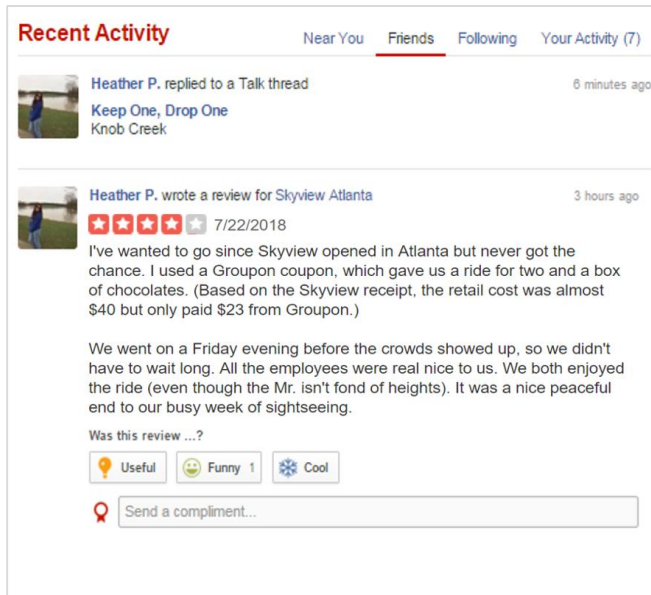 Recent Activity
Near You Friends Following Your Activity (7)
Heather P. replied to a Talk thread 6 minutes ago
Keep One, Drop One
Knob Creek
Heather P. wrote a review for Skyview Atlanta 3 hours ago
7/22/2018
I've wanted to go since Skyview opened in Atlanta but never got the
chance. I used a Groupon coupon, which gave us a ride for two and a box
of chocolates. (Based on the Skyview receipt, the retail cost was almost
$40 but only paid $23 from Groupon.)
We went on a Friday evening before the crowds showed up, so we didn't
have to wait long. All the employees were real nice to us. We both enjoyed
the ride (even though the Mr. isn't fond of heights). It was a nice peaceful
end to our busy week of sightseeing.
Was this review ...?
Useful Funny 1 Cool
Send a compliment...